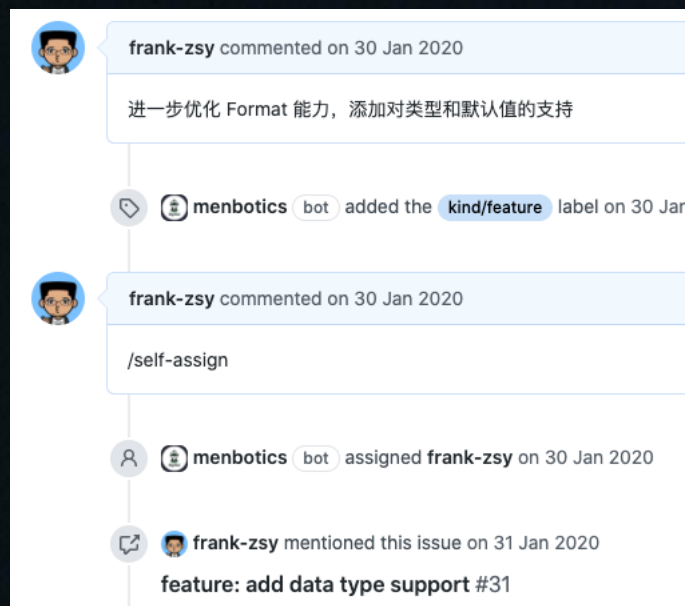 frank-zsy commented on 30 Jan 2020
进一步优化 Format 能力，添加对类型和默认值的支持
menbotics bot added the kind/feature label on 30 Jan
frank-zsy commented on 30 Jan 2020
/self-assign
menbotics bot assigned frank-zsy on 30 Jan 2020
frank-zsy mentioned this issue on 31 Jan 2020
feature: add data type support #31